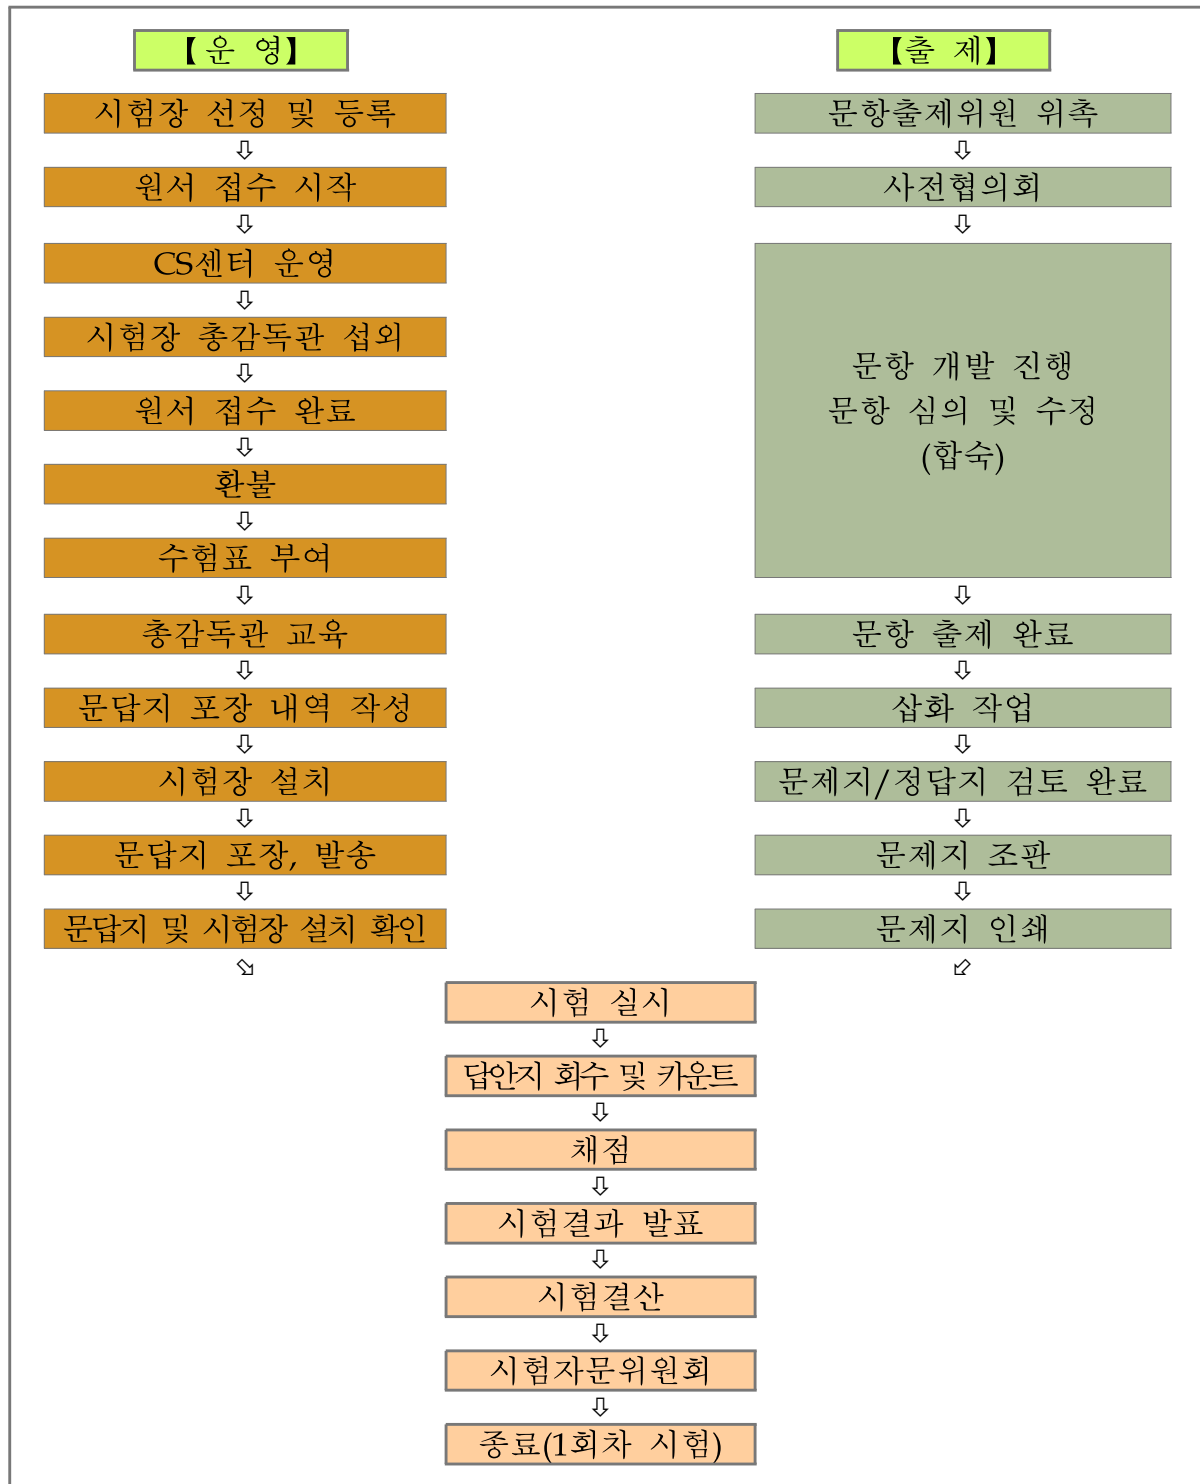 【운 영】
시험장 선정 및 등록
⇩
원서 접수 시작
⇩
CS센터 운영
⇩
시험장 총감독관 섭외
⇩
원서 접수 완료
⇩
환불
⇩
수험표 부여
⇩
총감독관 교육
⇩
문답지 포장 내역 작성
⇩
시험장 설치
⇩
문답지 포장, 발송
⇩
문답지 및 시험장 설치 확인
【출 제】
문항출제위원 위촉
⇩
사전협의회
⇩
문항 개발 진행
문항 심의 및 수정
(합숙)
⇩
문항 출제 완료
⇩
삽화 작업
⇩
문제지/정답지 검토 완료
⇩
문제지 조판
⇩
문제지 인쇄
시험 실시
⇩
답안지 회수 및 카운트
⇩
채점
⇩
시험결과 발표
⇩
시험결산
⇩
시험자문위원회
⇩
종료(1회차 시험)